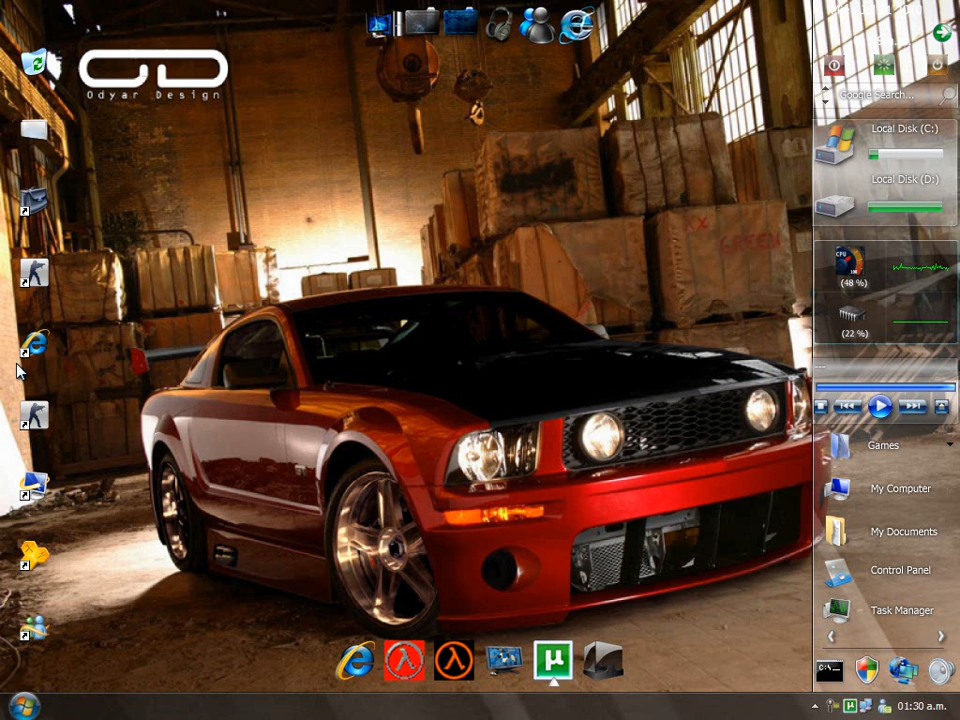 Odyar Design
Google Search...
Local Disk (C:)
Local Disk (D:)
CPU
100
(48 %)
(22 %)
---
Games
My Computer
My Documents
Control Panel
Task Manager
C:\_
µ
01:30 a.m.